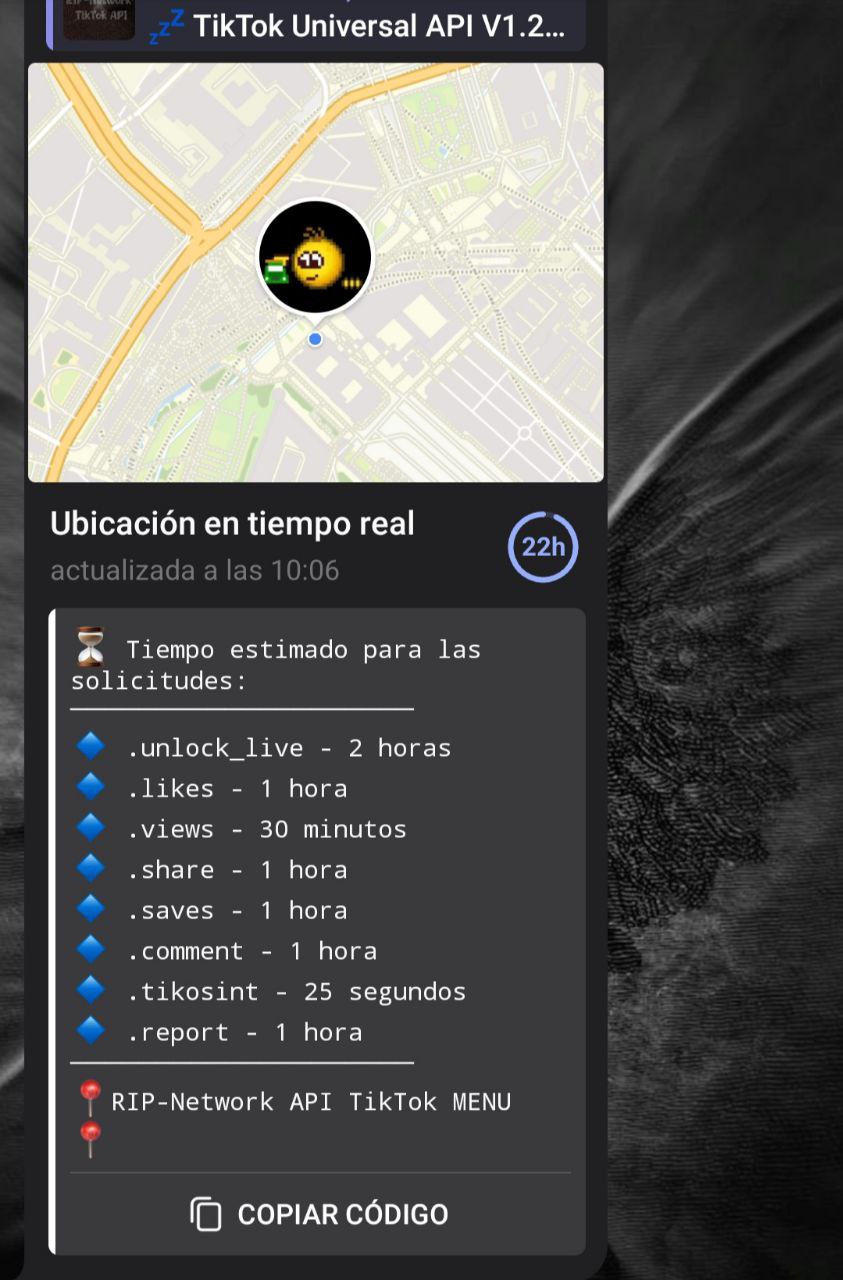 RIP-Network
TikTok API
zzZ TikTok Universal API V1.2...
Ubicación en tiempo real
22h
actualizada a las 10:06
Tiempo estimado para las
solicitudes:
.unlock_live - 2 horas
.likes - 1 hora
.views - 30 minutos
.share - 1 hora
.saves - 1 hora
.comment - 1 hora
.tikosint - 25 segundos
.report - 1 hora
RIP-Network API TikTok MENU
COPIAR CÓDIGO